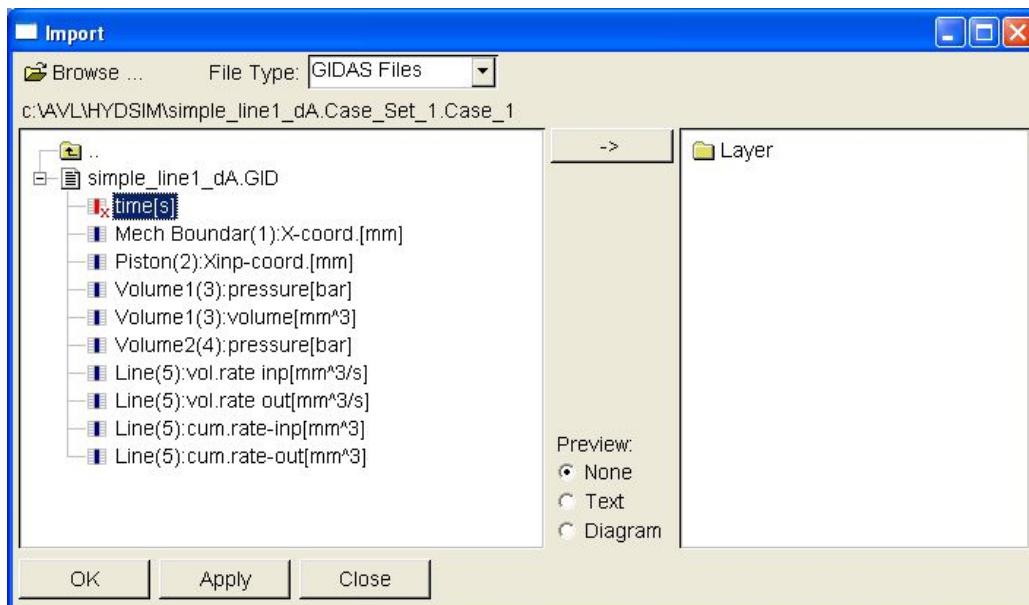 Import
Browse ... File Type: GIDAS Files
c:\AVL\HYDSIM\simple_line1_dA.Case_Set_1.Case_1
-> Layer
..
simple_line1_dA.GID
time[s]
Mech Boundar(1):X-coord.[mm]
Piston(2):Xinp-coord.[mm]
Volume1(3):pressure[bar]
Volume1(3):volume[mm^3]
Volume2(4):pressure[bar]
Line(5):vol.rate inp[mm^3/s]
Line(5):vol.rate out[mm^3/s]
Line(5):cum.rate-inp[mm^3]
Line(5):cum.rate-out[mm^3]
Preview:
None
Text
Diagram
OK Apply Close